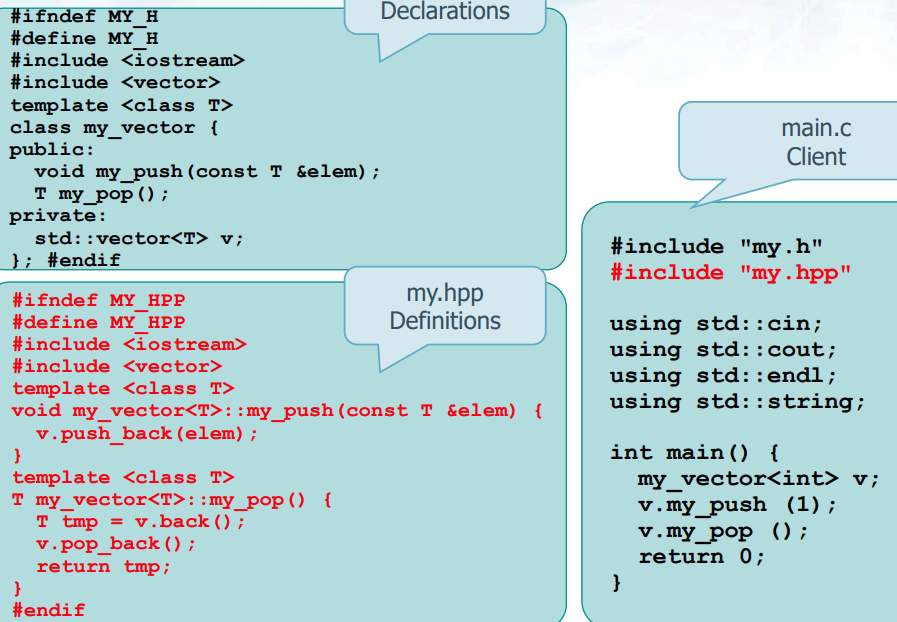 Declarations
#ifndef MY_H
#define MY_H
#include <iostream>
#include <vector>
template <class T>
class my_vector {
public:
  void my_push(const T &elem);
  T my_pop();
private:
  std::vector<T> v;
}; #endif
my.hpp
Definitions
#ifndef MY_HPP
#define MY_HPP
#include <iostream>
#include <vector>
template <class T>
void my_vector<T>::my_push(const T &elem) {
  v.push_back(elem);
}
template <class T>
T my_vector<T>::my_pop() {
  T tmp = v.back();
  v.pop_back();
  return tmp;
}
#endif
main.c
Client
#include "my.h"
#include "my.hpp"
using std::cin;
using std::cout;
using std::endl;
using std::string;
int main() {
  my_vector<int> v;
  v.my_push (1);
  v.my_pop ();
  return 0;
}